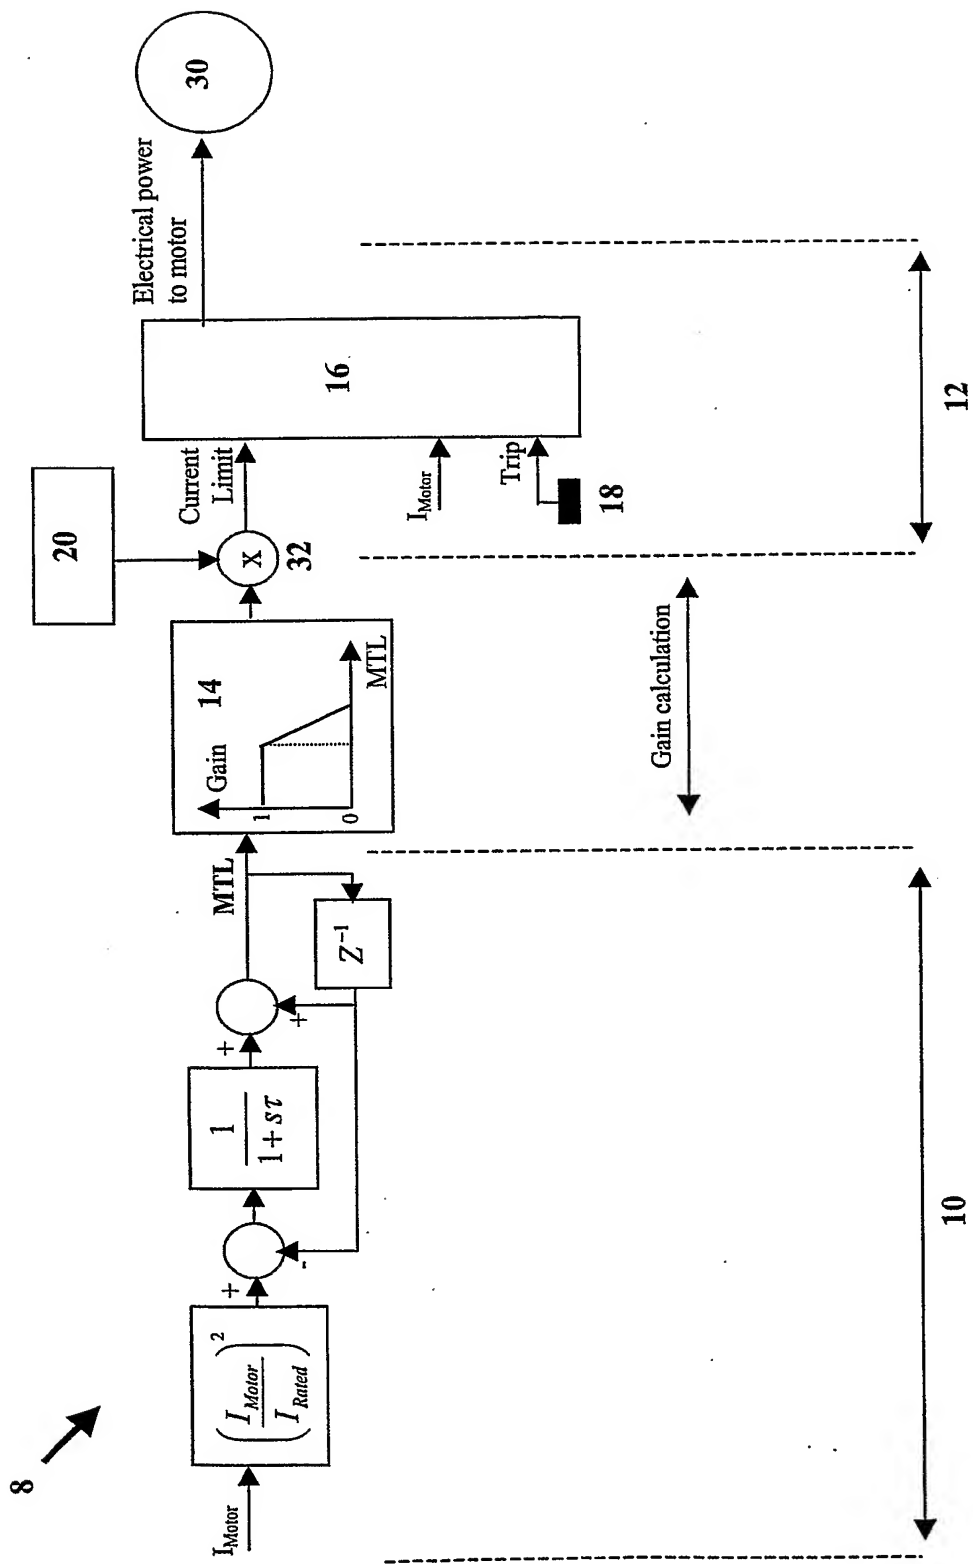 8
I_Motor
(I_Motor / I_Rated)^2
+
-
1 / (1 + sτ)
+
+
Z^-1
MTL
Gain
14
1
0
MTL
20
X
32
Current
Limit
I_Motor
Trip
18
16
Electrical power
to motor
30
10
Gain calculation
12